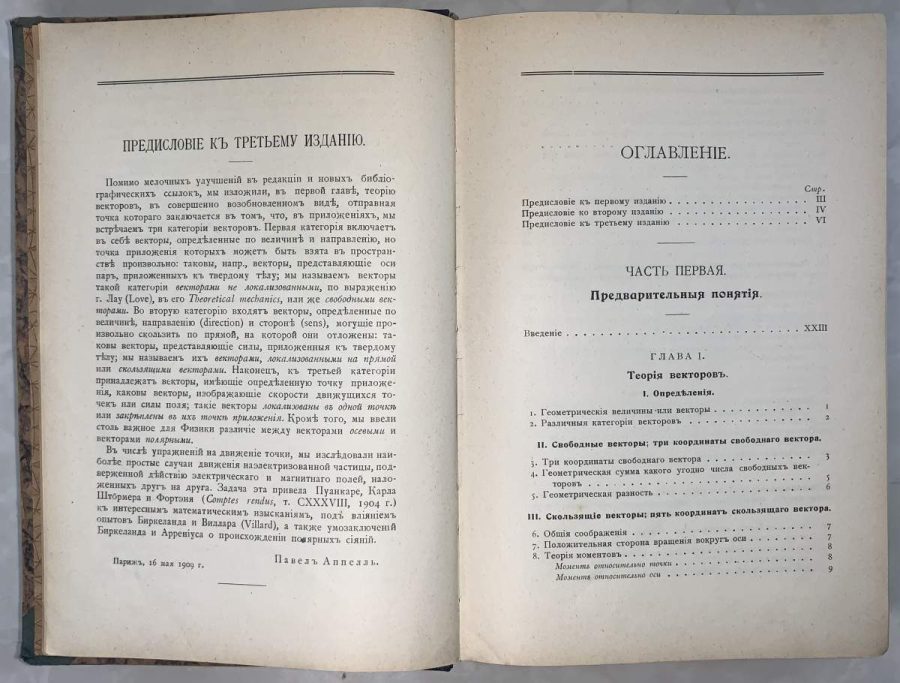 ПРЕДИСЛОВІЕ КЪ ТРЕТЬЕМУ ИЗДАНІЮ.
Помимо мелочныхъ улучшеній въ редакціи и новыхъ библіо-
графическихъ ссылокъ, мы изложили, въ первой главѣ, теорію
векторовъ, въ совершенно возобновленномъ видѣ, отправная
точка котораго заключается въ томъ, что, въ приложеніяхъ, мы
встрѣчаемъ три категоріи векторовъ. Первая категорія включаетъ
въ себѣ векторы, опредѣленные по величинѣ и направленію, но
точка приложенія которыхъ можетъ быть взята въ простран-
ствѣ произвольно: таковы, напр., векторы, представляющіе оси
паръ, приложенныхъ къ твердому тѣлу; мы называемъ векторы
такой категоріи векторами не локализованными, по выраженію
г. Лау (Love), въ его Theoretical mechanics, или же свободными век-
торами. Во вторую категорію входятъ векторы, опредѣленные по
величинѣ, направленію (direction) и сторонѣ (sens), могущіе про-
извольно скользить по прямой, на которой они отложены: та-
ковы векторы, представляющіе силы, приложенныя къ твердому
тѣлу; мы называемъ ихъ векторами, локализованными на прямой
или скользящими векторами. Наконецъ, къ третьей категоріи
принадлежатъ векторы, имѣющіе опредѣленную точку приложе-
нія, каковы векторы, изображающіе скорости движущихся то-
чекъ или силы поля; такіе векторы локализованы въ одной точкѣ
или закрѣплены въ ихъ точкѣ приложенія. Кромѣ того, мы ввели
столь важное для Физики различіе между векторами осевыми и
векторами полярными.
Въ числѣ упражненій на движеніе точки, мы изслѣдовали наи-
болѣе простые случаи движенія наэлектризованной частицы, под-
верженной дѣйствію электрическаго и магнитнаго полей, нало-
женныхъ другъ на друга. Задача эта привела Пуанкаре, Карла
Штёрмера и Фортэня (Comptes rendus, т. CXXXVIII, 1904 г.)
къ интереснымъ математическимъ изысканіямъ, подъ вліяніемъ
опытовъ Биркеланда и Виллара (Villard), а также умозаключеній
Биркеланда и Арреніуса о происхожденіи полярныхъ сіяній.
Парижъ, 16 мая 1909 г. Павелъ Аппелль.
ОГЛАВЛЕНІЕ.
Стр.
Предисловіе къ первому изданію . . . . . . . . . . . . . . . . III
Предисловіе ко второму изданію . . . . . . . . . . . . . . . . IV
Предисловіе къ третьему изданію . . . . . . . . . . . . . . . . VI
ЧАСТЬ ПЕРВАЯ.
Предварительныя понятія.
Введеніе . . . . . . . . . . . . . . . . . . . . . . . . . . . . XXIII
ГЛАВА I.
Теорія векторовъ.
I. Опредѣленія.
1. Геометрическія величины или векторы . . . . . . . . . . . . 1
2. Различныя категоріи векторовъ . . . . . . . . . . . . . . . 2
II. Свободные векторы; три координаты свободнаго вектора.
3. Три координаты свободнаго вектора . . . . . . . . . . . . . 3
4. Геометрическая сумма какого угодно числа свободныхъ век-
торовъ . . . . . . . . . . . . . . . . . . . . . . . . . . . 5
5. Геометрическая разность . . . . . . . . . . . . . . . . . . 6
III. Скользящіе векторы; пять координатъ скользящаго вектора.
6. Общія соображенія . . . . . . . . . . . . . . . . . . . . . 7
7. Положительная сторона вращенія вокругъ оси . . . . . . . . 7
8. Теорія моментовъ . . . . . . . . . . . . . . . . . . . . . . 8
Моментъ относительно точки . . . . . . . . . . . . . . . . 8
Моментъ относительно оси . . . . . . . . . . . . . . . . . 9